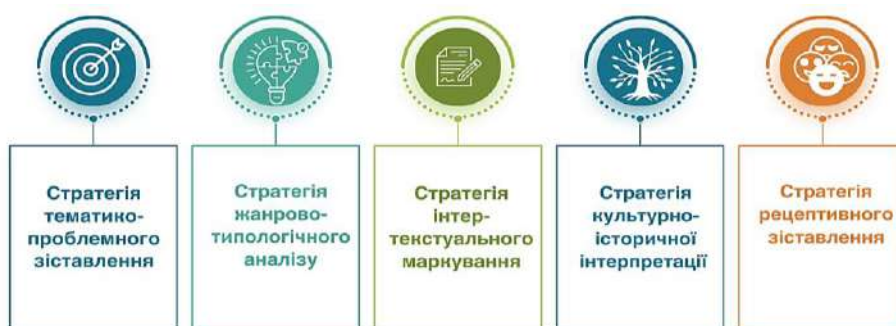 Стратегія
тематико-
проблемного
зіставлення
Стратегія
жанрово-
типологічного
аналізу
Стратегія
інтер-
текстуального
маркування
Стратегія
культурно-
історичної
інтерпретації
Стратегія
рецептивного
зіставлення